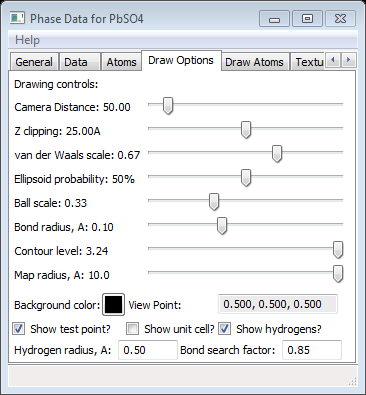 Phase Data for PbSO4
Help
General Data Atoms Draw Options Draw Atoms Textu
Drawing controls:
Camera Distance: 50.00
Z clipping: 25.00A
van der Waals scale: 0.67
Ellipsoid probability: 50%
Ball scale: 0.33
Bond radius, A: 0.10
Contour level: 3.24
Map radius, A: 10.0
Background color: View Point: 0.500, 0.500, 0.500
Show test point? Show unit cell? Show hydrogens?
Hydrogen radius, A: 0.50 Bond search factor: 0.85